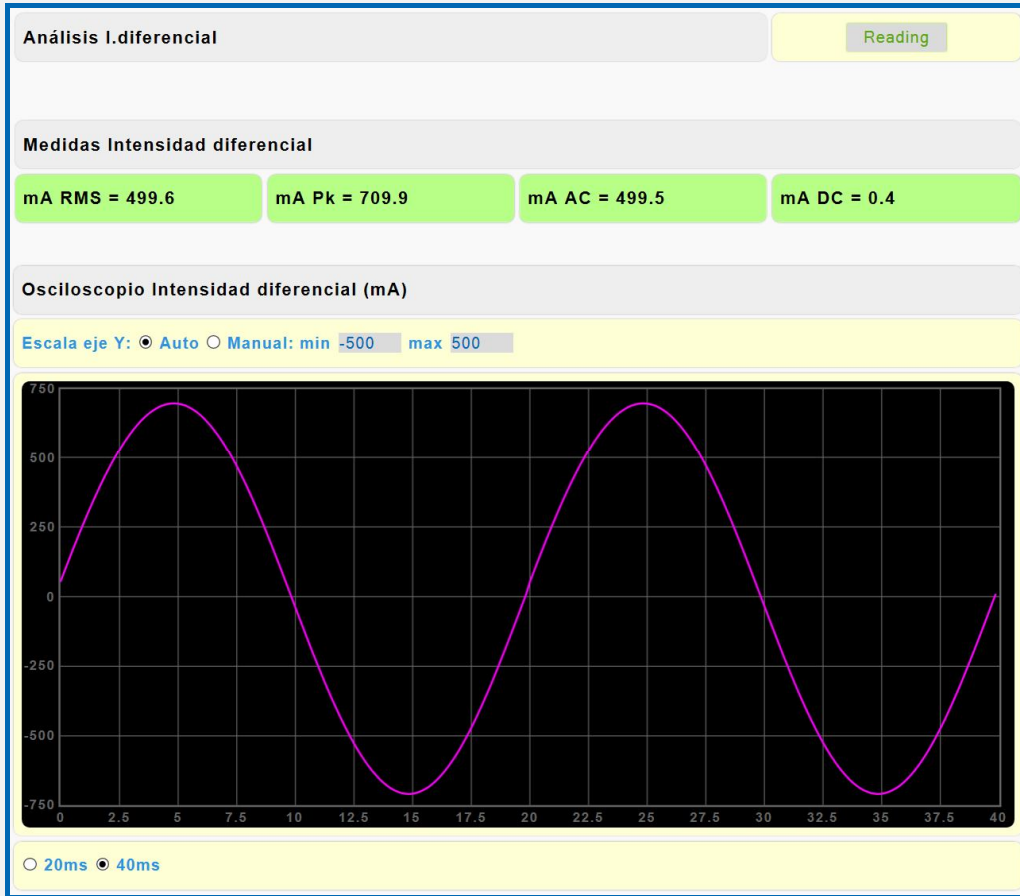 Análisis I.diferencial Reading
Medidas Intensidad diferencial
mA RMS = 499.6 mA Pk = 709.9 mA AC = 499.5 mA DC = 0.4
Osciloscopio Intensidad diferencial (mA)
Escala eje Y: Auto Manual: min -500 max 500
750
500
250
0
-250
-500
-750
0 2.5 5 7.5 10 12.5 15 17.5 20 22.5 25 27.5 30 32.5 35 37.5 40
20ms 40ms